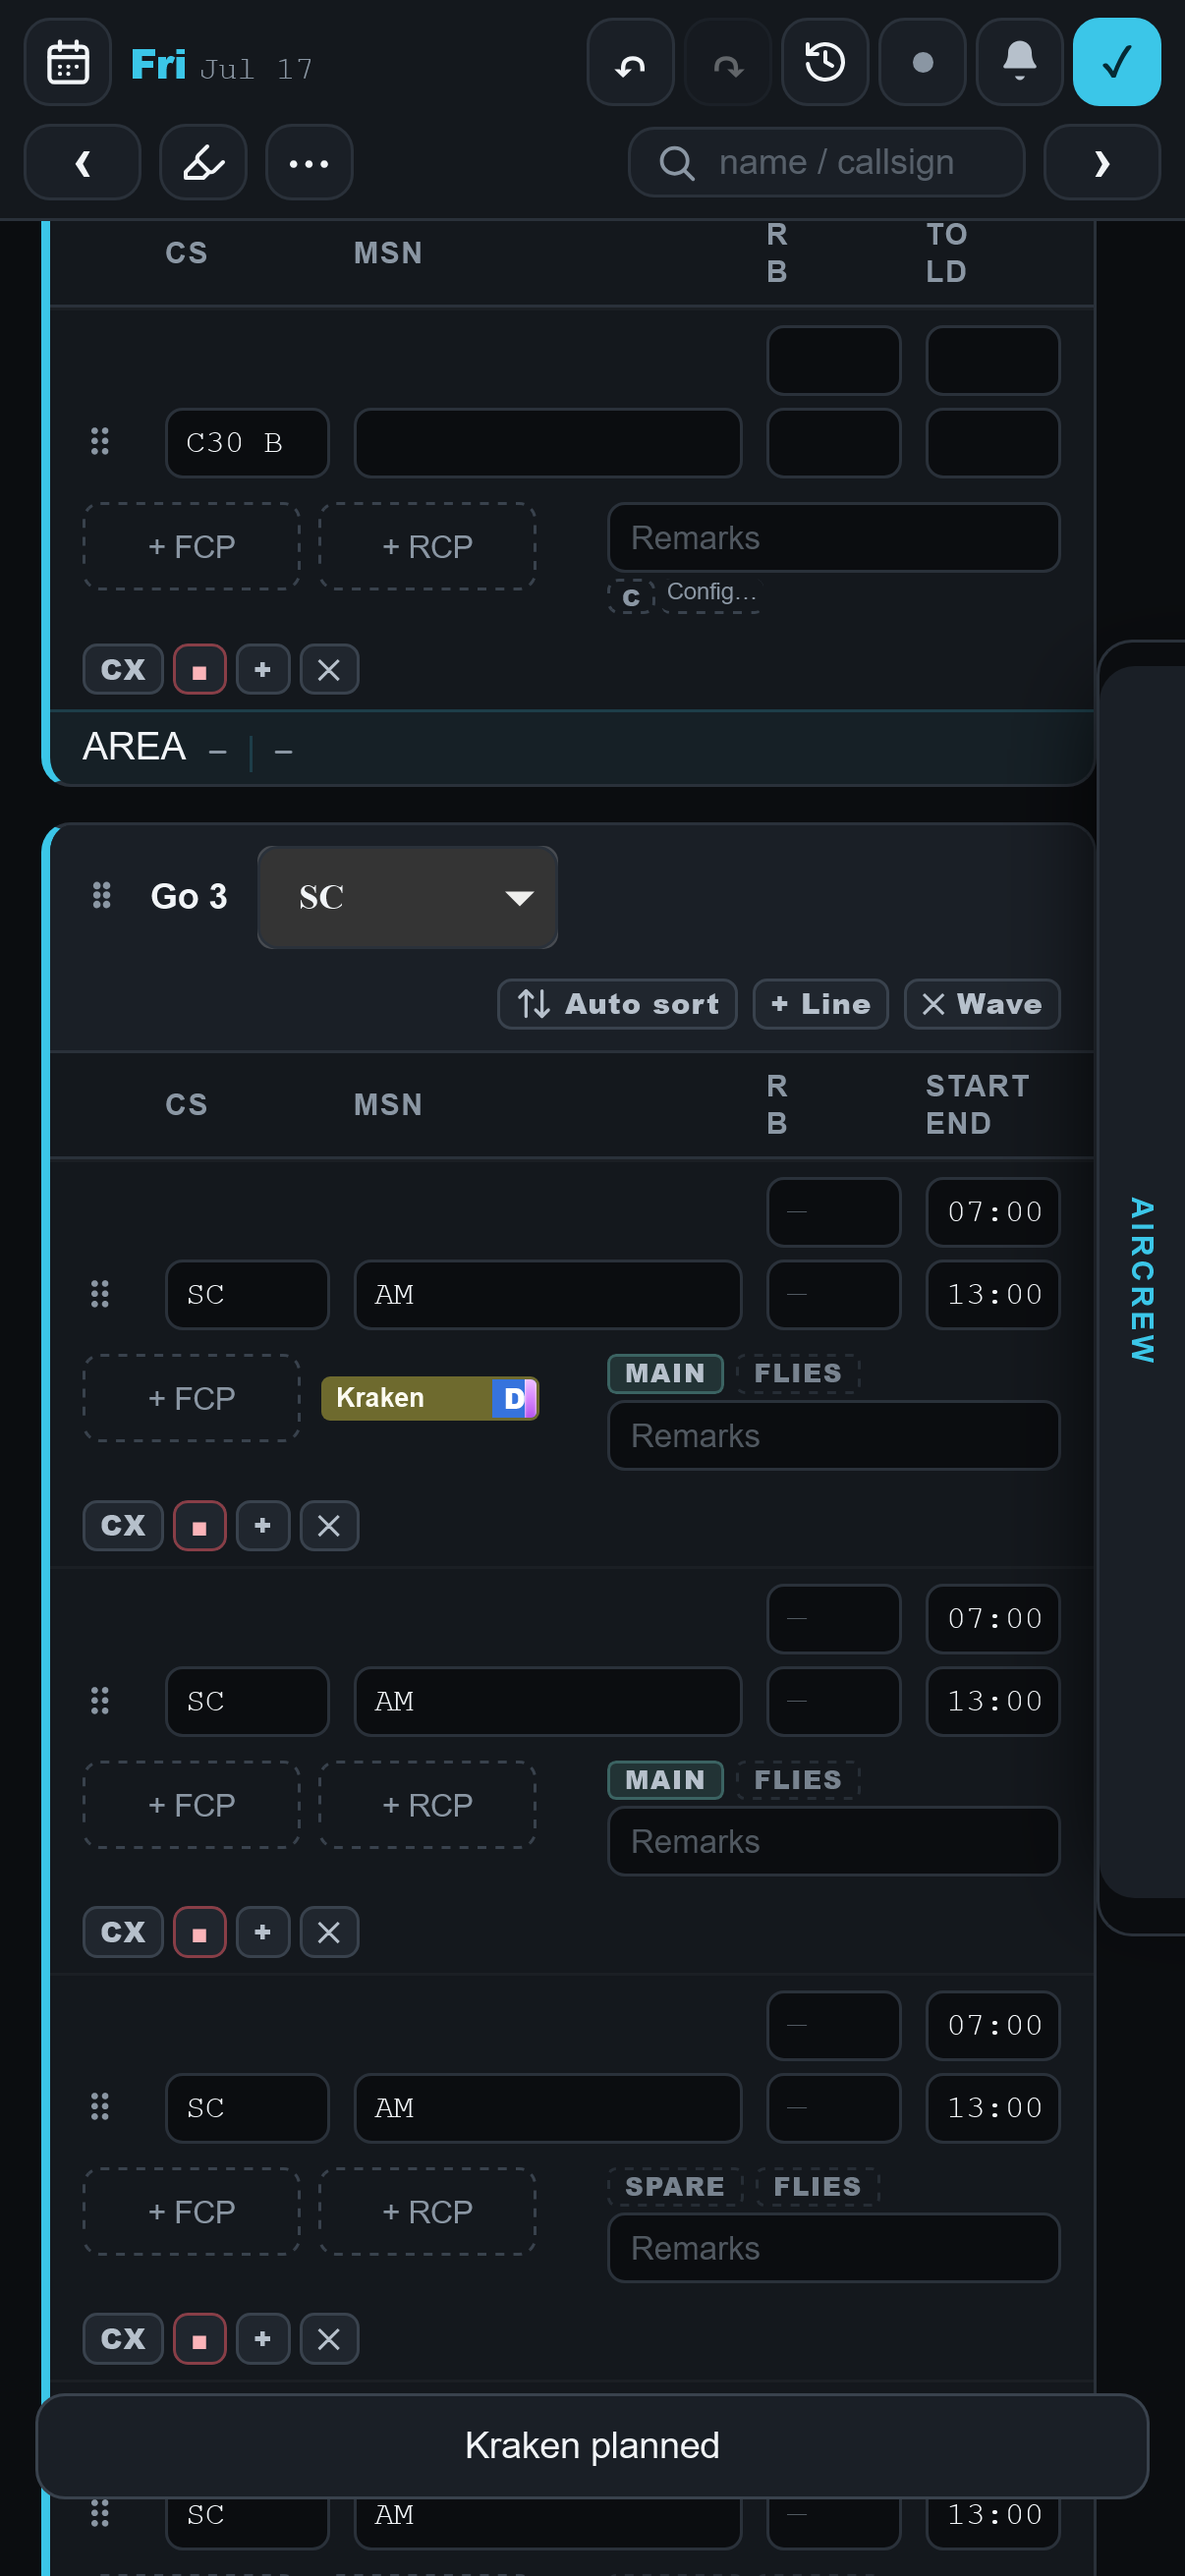 Fri Jul 17
name / callsign
CS MSN R TO
B LD
C30 B
+ FCP + RCP Remarks
C Config...
CX +
AREA – | –
Go 3 SC
Auto sort + Line × Wave
CS MSN R START
B END
— 07:00
SC AM — 13:00
+ FCP Kraken D MAIN FLIES
Remarks
CX +
— 07:00
SC AM — 13:00
+ FCP + RCP MAIN FLIES
Remarks
CX +
— 07:00
SC AM — 13:00
+ FCP + RCP SPARE FLIES
Remarks
CX +
Kraken planned
SC AM — 13:00
AIRCREW